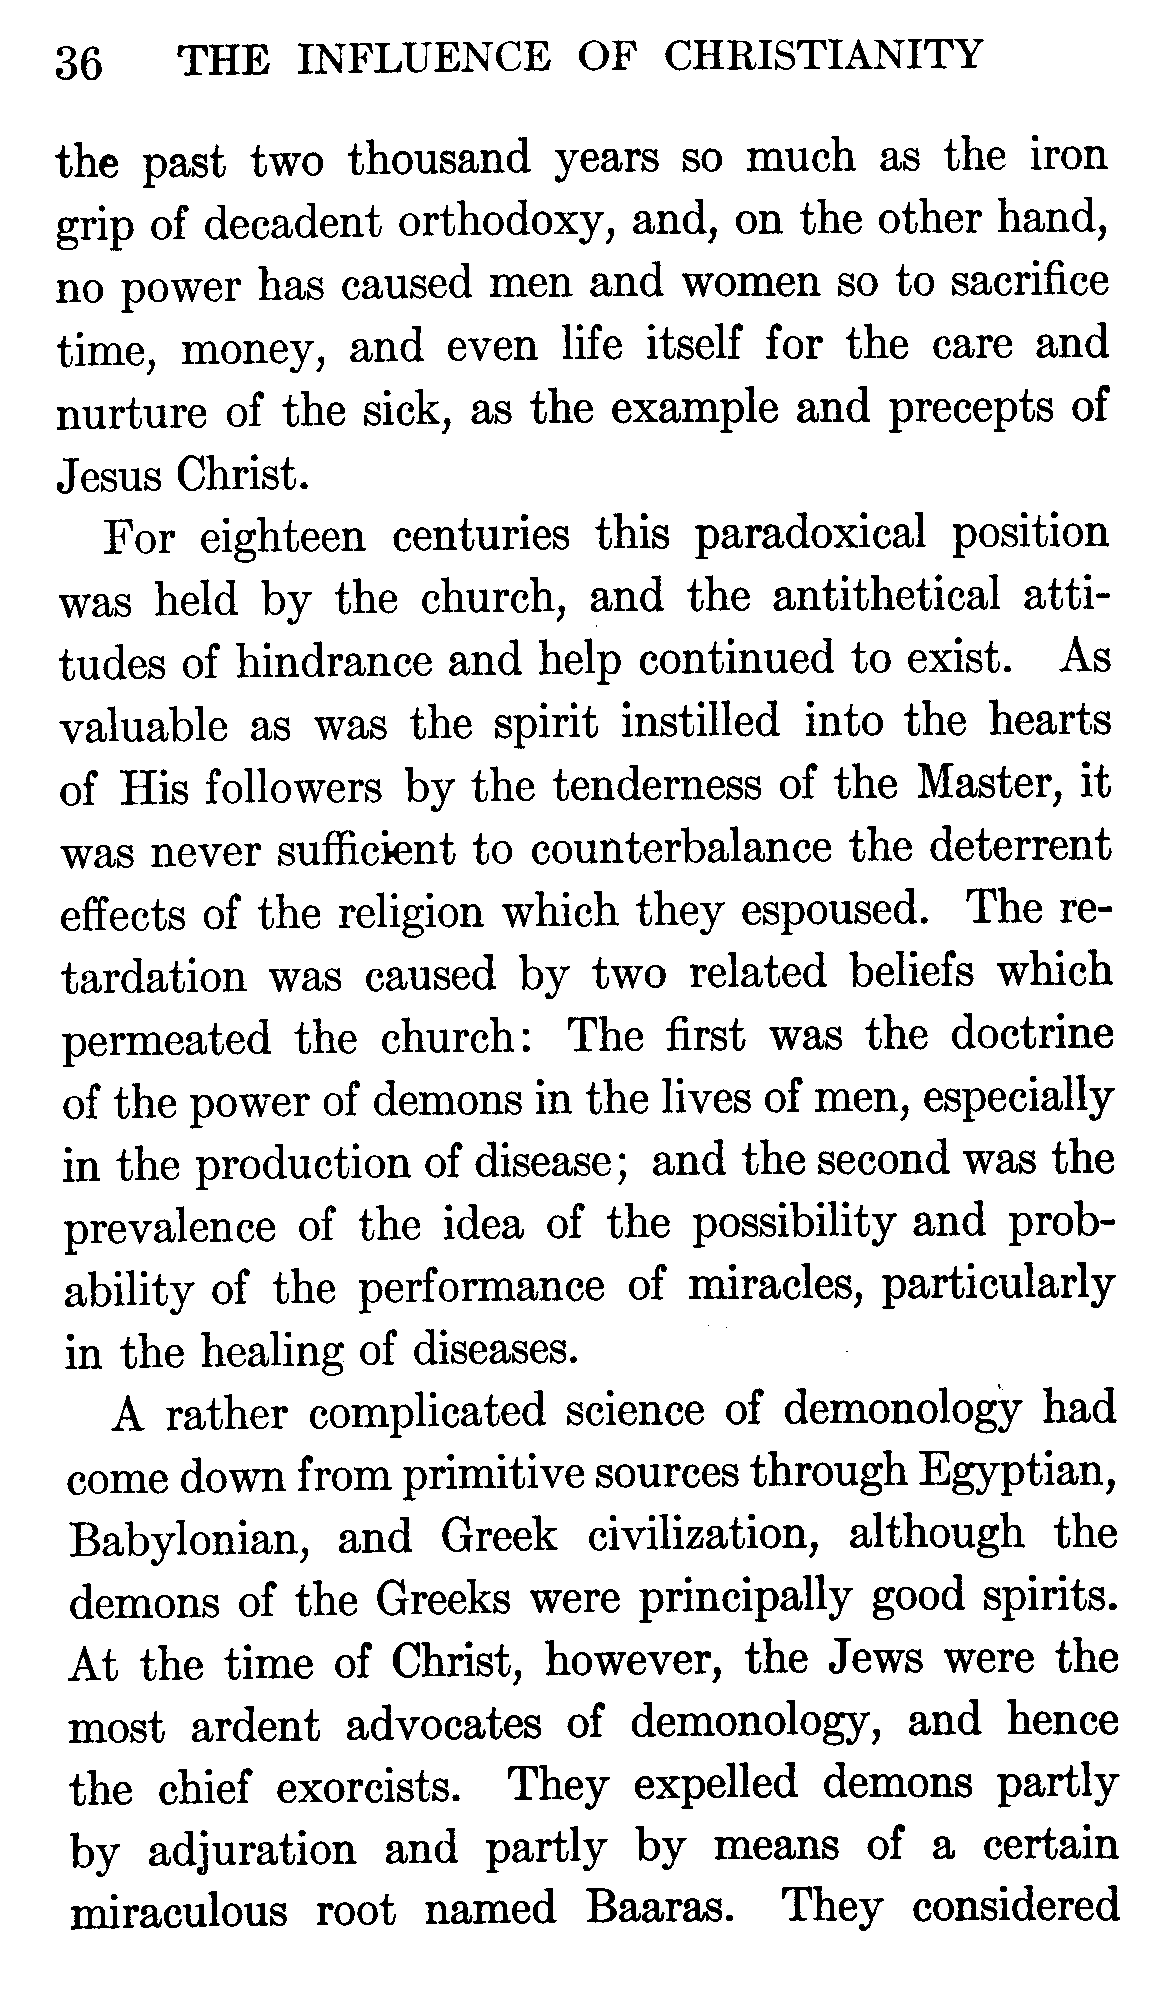 36 THE INFLUENCE OF CHRISTIANITY
the past two thousand years so much as the iron
grip of decadent orthodoxy, and, on the other hand,
no power has caused men and women so to sacrifice
time, money, and even life itself for the care and
nurture of the sick, as the example and precepts of
Jesus Christ.
For eighteen centuries this paradoxical position
was held by the church, and the antithetical atti-
tudes of hindrance and help continued to exist. As
valuable as was the spirit instilled into the hearts
of His followers by the tenderness of the Master, it
was never sufficient to counterbalance the deterrent
effects of the religion which they espoused. The re-
tardation was caused by two related beliefs which
permeated the church: The first was the doctrine
of the power of demons in the lives of men, especially
in the production of disease; and the second was the
prevalence of the idea of the possibility and prob-
ability of the performance of miracles, particularly
in the healing of diseases.
A rather complicated science of demonology had
come down from primitive sources through Egyptian,
Babylonian, and Greek civilization, although the
demons of the Greeks were principally good spirits.
At the time of Christ, however, the Jews were the
most ardent advocates of demonology, and hence
the chief exorcists. They expelled demons partly
by adjuration and partly by means of a certain
miraculous root named Baaras. They considered